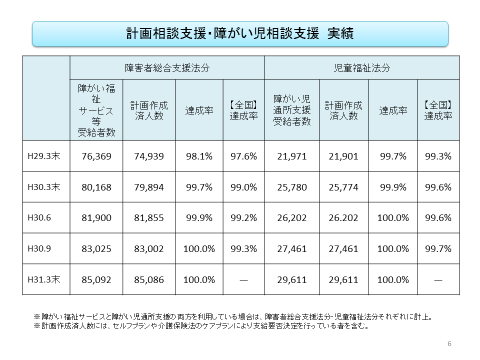 計画相談支援・障がい児相談支援 実績
障害者総合支援法分 児童福祉法分
障がい福
祉
サービス
等
受給者数
計画作成
済人数
達成率
【全国】
達成率
障がい児
通所支援
受給者数
計画作成
済人数
達成率
【全国】
達成率
H29.3末 76,369 74,939 98.1% 97.6% 21,971 21,901 99.7% 99.3%
H30.3末 80,168 79,894 99.7% 99.0% 25,780 25,774 99.9% 99.6%
H30.6 81,900 81,855 99.9% 99.2% 26,202 26.202 100.0% 99.6%
H30.9 83,025 83,002 100.0% 99.3% 27,461 27,461 100.0% 99.7%
H31.3末 85,092 85,086 100.0% ― 29,611 29,611 100.0% ―
※障がい福祉サービスと障がい児通所支援の両方を利用している場合は、障害者総合支援法分・児童福祉法分それぞれに計上。
※計画作成済人数には、セルフプランや介護保険法のケアプランにより支給要否決定を行っている者を含む。
6